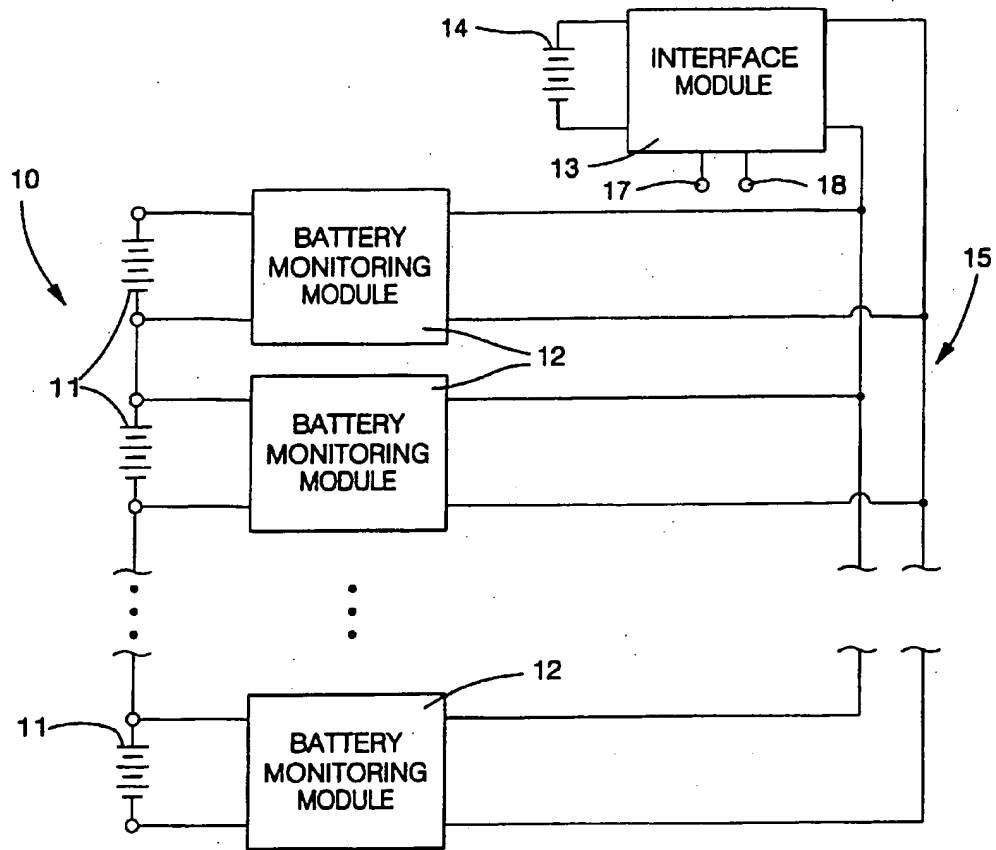 14
INTERFACE
MODULE
13
17
18
10
BATTERY
MONITORING
MODULE
15
11
12
BATTERY
MONITORING
MODULE
12
11
BATTERY
MONITORING
MODULE